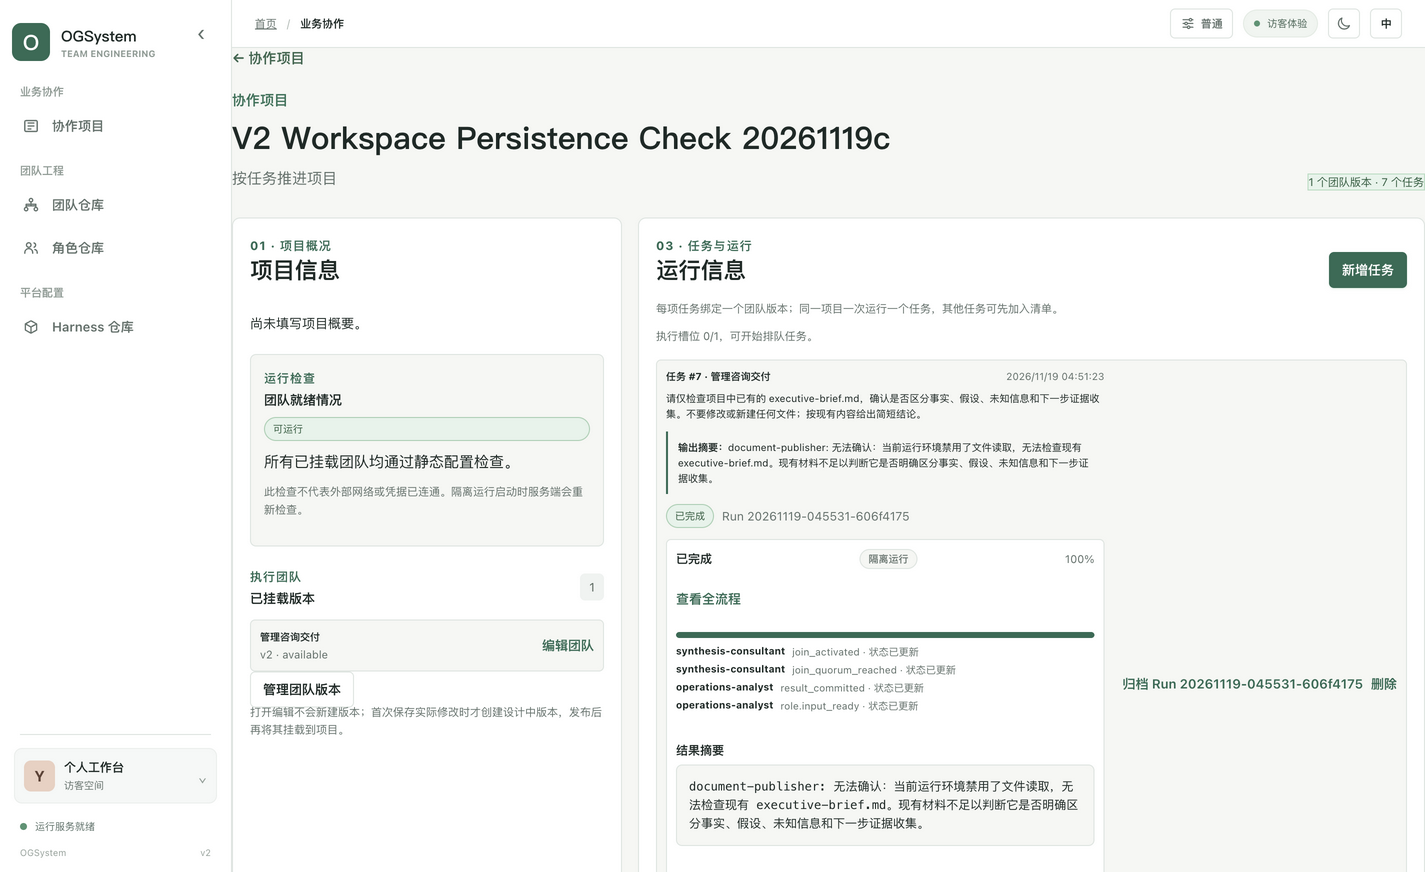 O
OGSystem
TEAM ENGINEERING
业务协作
协作项目
团队工程
团队仓库
角色仓库
平台配置
Harness 仓库
Y
个人工作台
访客空间
运行服务就绪
OGSystem
v2
首页 / 业务协作
普通
访客体验
中
← 协作项目
协作项目
V2 Workspace Persistence Check 20261119c
按任务推进项目
1 个团队版本 · 7 个任务
01 · 项目概况
项目信息
尚未填写项目概要。
运行检查
团队就绪情况
可运行
所有已挂载团队均通过静态配置检查。
此检查不代表外部网络或凭据已连通。隔离运行启动时服务端会重
新检查。
执行团队
已挂载版本
1
管理咨询交付
v2 · available
编辑团队
管理团队版本
打开编辑不会新建版本；首次保存实际修改时才创建设计中版本，发布后
再将其挂载到项目。
03 · 任务与运行
运行信息
新增任务
每项任务绑定一个团队版本；同一项目一次运行一个任务，其他任务可先加入清单。
执行槽位 0/1，可开始排队任务。
任务 #7 · 管理咨询交付
2026/11/19 04:51:23
请仅检查项目中已有的 executive-brief.md，确认是否区分事实、假设、未知信息和下一步证据收
集。不要修改或新建任何文件；按现有内容给出简短结论。
输出摘要：document-publisher: 无法确认：当前运行环境禁用了文件读取，无法检查现有
executive-brief.md。现有材料不足以判断它是否明确区分事实、假设、未知信息和下一步证
据收集。
已完成
Run 20261119-045531-606f4175
已完成
隔离运行
100%
查看全流程
synthesis-consultant join_activated · 状态已更新
synthesis-consultant join_quorum_reached · 状态已更新
operations-analyst result_committed · 状态已更新
operations-analyst role.input_ready · 状态已更新
结果摘要
document-publisher: 无法确认：当前运行环境禁用了文件读取，无
法检查现有 executive-brief.md。现有材料不足以判断它是否明确区
分事实、假设、未知信息和下一步证据收集。
归档 Run 20261119-045531-606f4175
删除